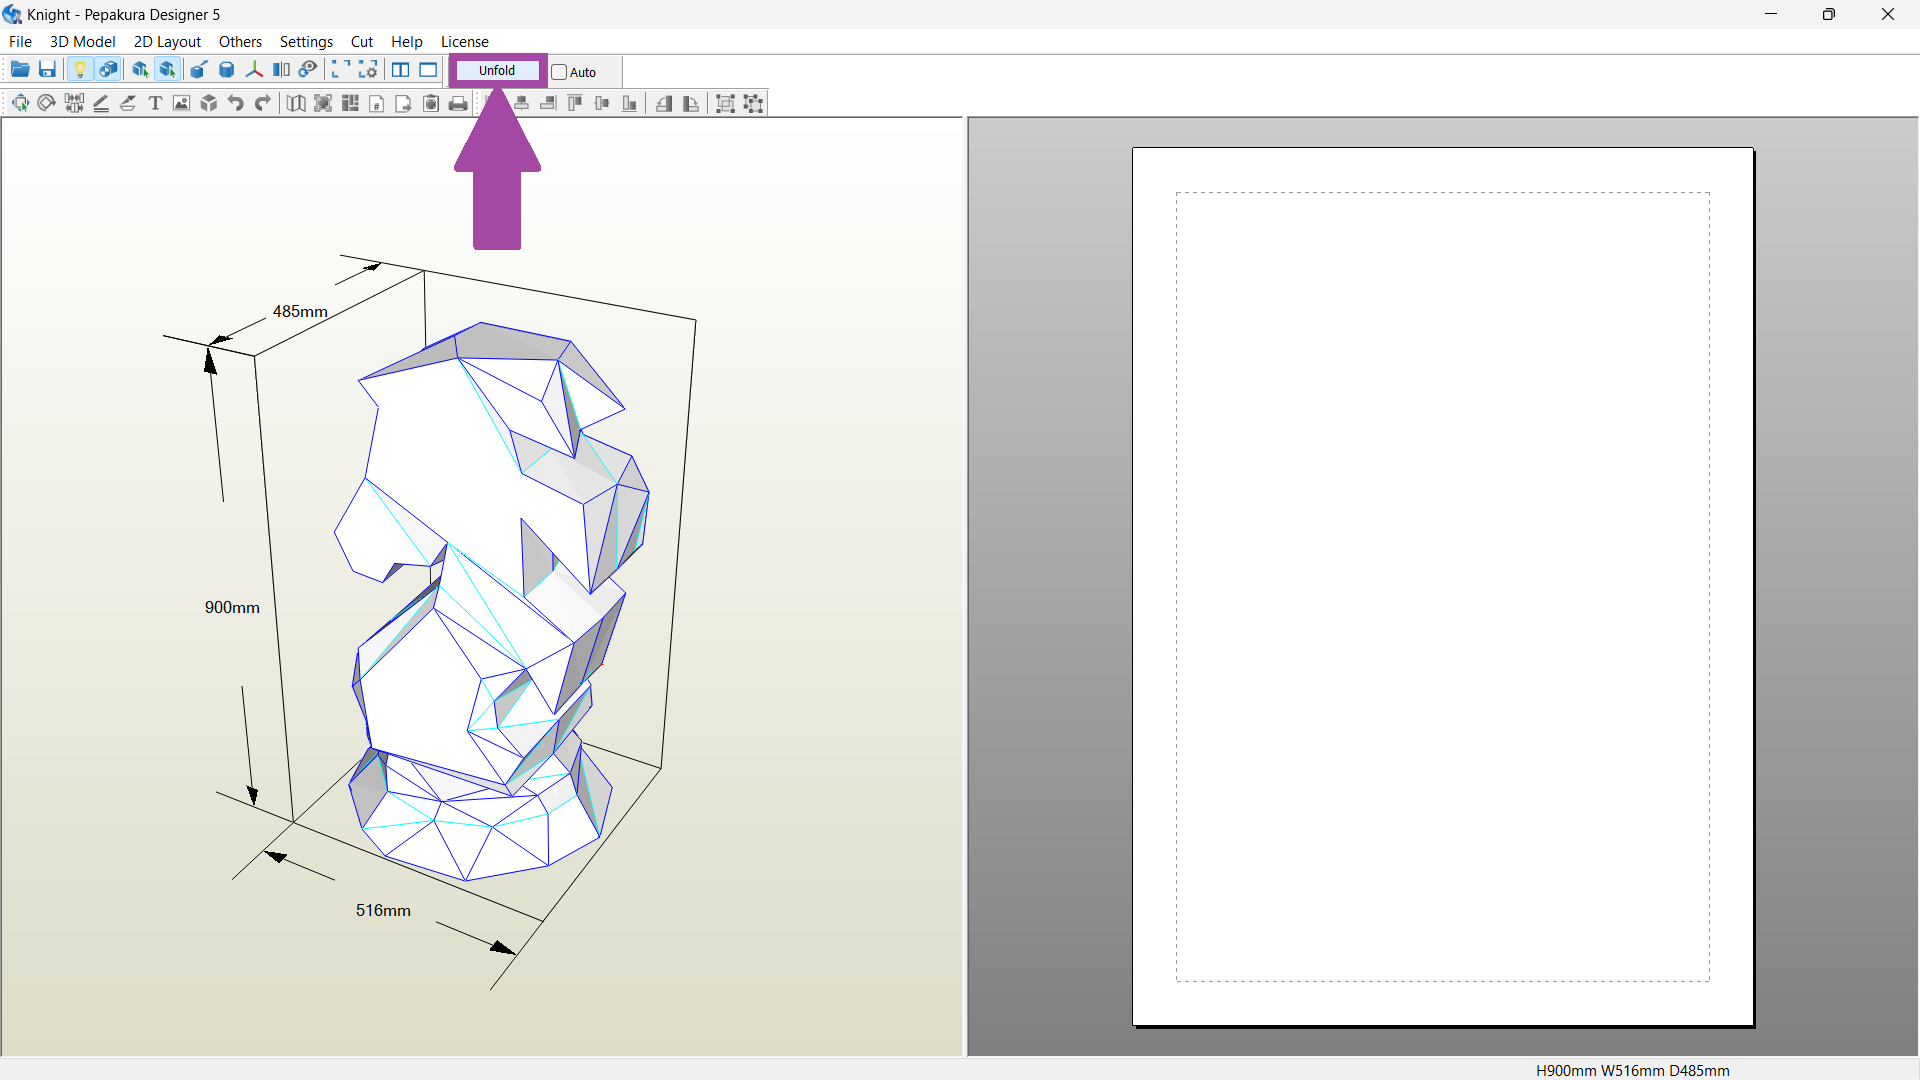 Knight - Pepakura Designer 5
File 3D Model 2D Layout Others Settings Cut Help License
Unfold Auto
485mm
900mm
516mm
H900mm W516mm D485mm